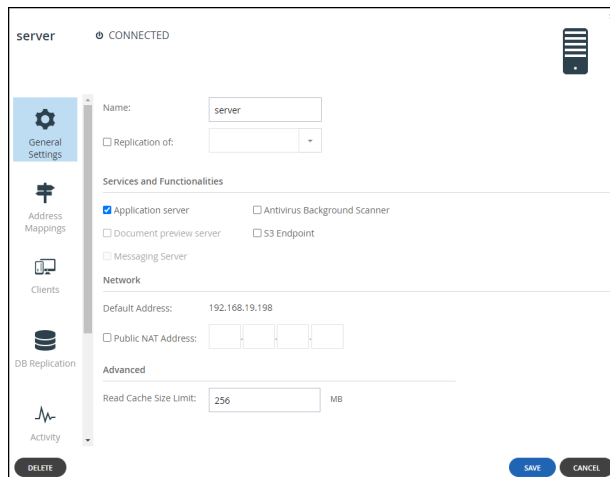 server
CONNECTED
General
Settings
Address
Mappings
Clients
DB Replication
Activity
Name:
server
Replication of:
Services and Functionalities
Application server
Antivirus Background Scanner
Document preview server
S3 Endpoint
Messaging Server
Network
Default Address:
192.168.19.198
Public NAT Address:
Advanced
Read Cache Size Limit:
256
MB
DELETE
SAVE
CANCEL